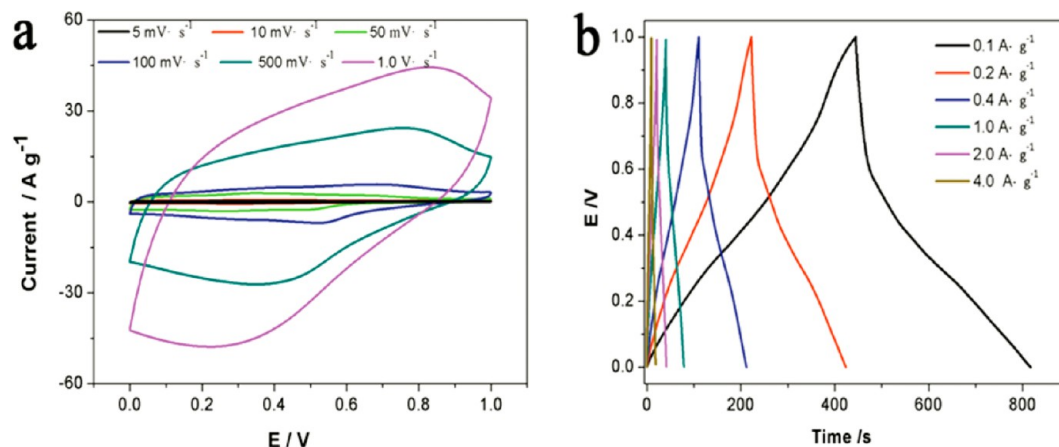 a
60
30
0
-30
-60
Current / A g⁻¹
5 mV· s⁻¹ 10 mV· s⁻¹ 50 mV· s⁻¹
100 mV· s⁻¹ 500 mV· s⁻¹ 1.0 V· s⁻¹
0.0 0.2 0.4 0.6 0.8 1.0
E / V
b
1.0
0.8
0.6
0.4
0.2
0.0
E /V
0.1 A· g⁻¹
0.2 A· g⁻¹
0.4 A· g⁻¹
1.0 A· g⁻¹
2.0 A· g⁻¹
4.0 A· g⁻¹
0 200 400 600 800
Time /s